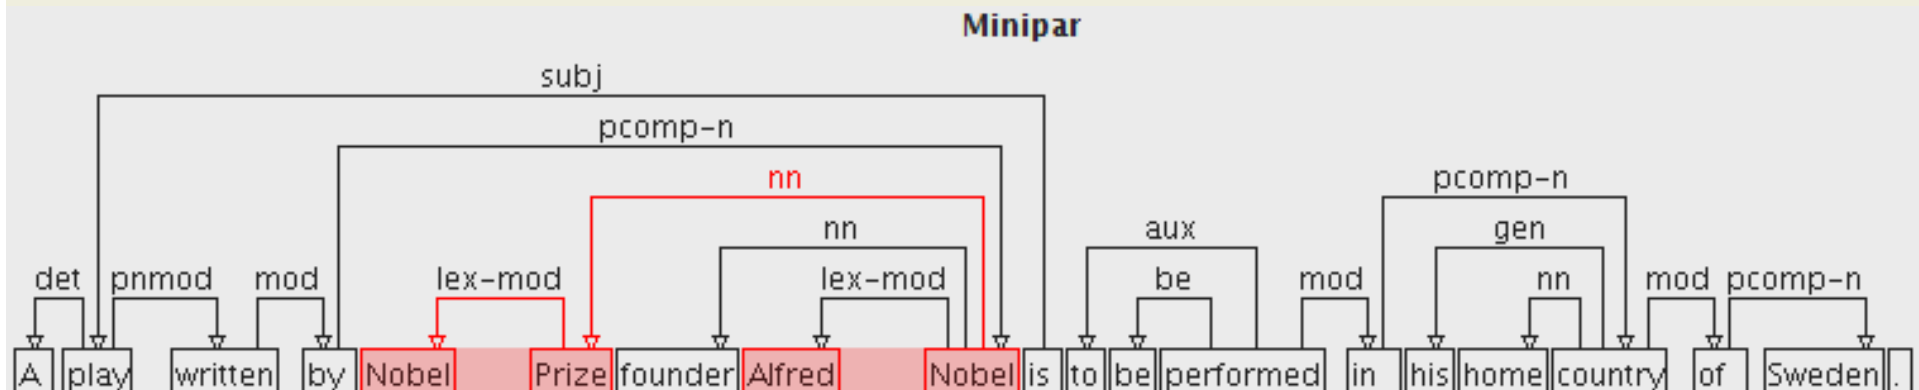 Minipar
subj
pcomp-n
nn pcomp-n
nn aux gen
det pnmod mod lex-mod lex-mod be mod nn mod pcomp-n
A play written by Nobel Prize founder Alfred Nobel is to be performed in his home country of Sweden .